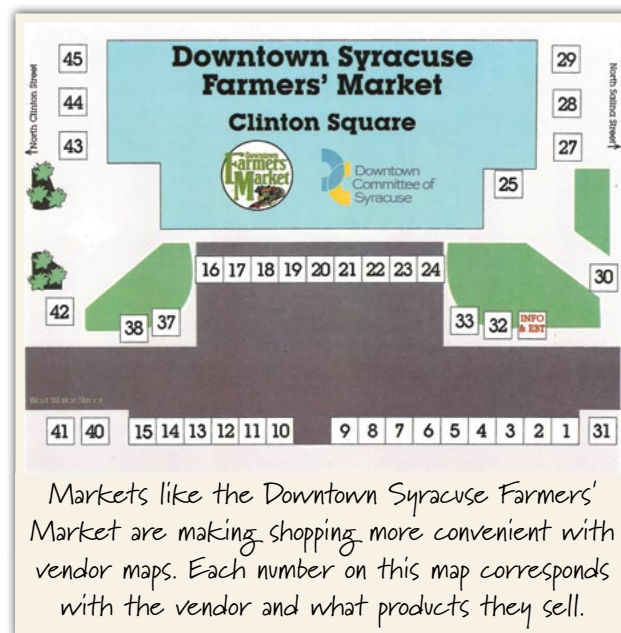 45
Downtown Syracuse
Farmers' Market
29
North Clinton Street
North Salina Street
44
Clinton Square
28
43
27
Downtown
Farmers'
Market
Downtown
Committee of
Syracuse
25
16 17 18 19 20 21 22 23 24
30
42
38 37
33 32 INFO
& EBT
West Water Street
41 40 15 14 13 12 11 10 9 8 7 6 5 4 3 2 1 31
Markets like the Downtown Syracuse Farmers'
Market are making shopping more convenient with
vendor maps. Each number on this map corresponds
with the vendor and what products they sell.